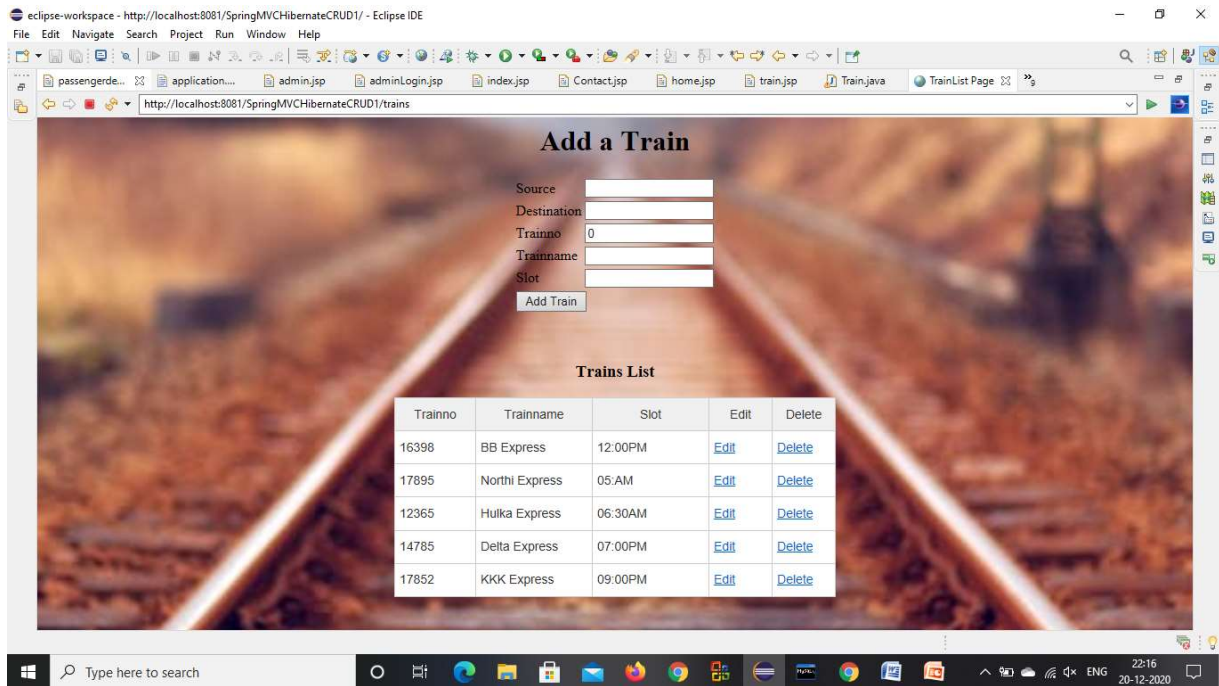 eclipse-workspace - http://localhost:8081/SpringMVCHibernateCRUD1/ - Eclipse IDE
File Edit Navigate Search Project Run Window Help
passengerde... application.... admin.jsp adminLogin.jsp index.jsp Contact.jsp home.jsp train.jsp Train.java TrainList Page
http://localhost:8081/SpringMVCHibernateCRUD1/trains
Add a Train
Source
Destination
Trainno 0
Trainname
Slot
Add Train
Trains List
Trainno Trainname Slot Edit Delete
16398 BB Express 12:00PM Edit Delete
17895 Northi Express 05:AM Edit Delete
12365 Hulka Express 06:30AM Edit Delete
14785 Delta Express 07:00PM Edit Delete
17852 KKK Express 09:00PM Edit Delete
Type here to search ENG 22:16
20-12-2020